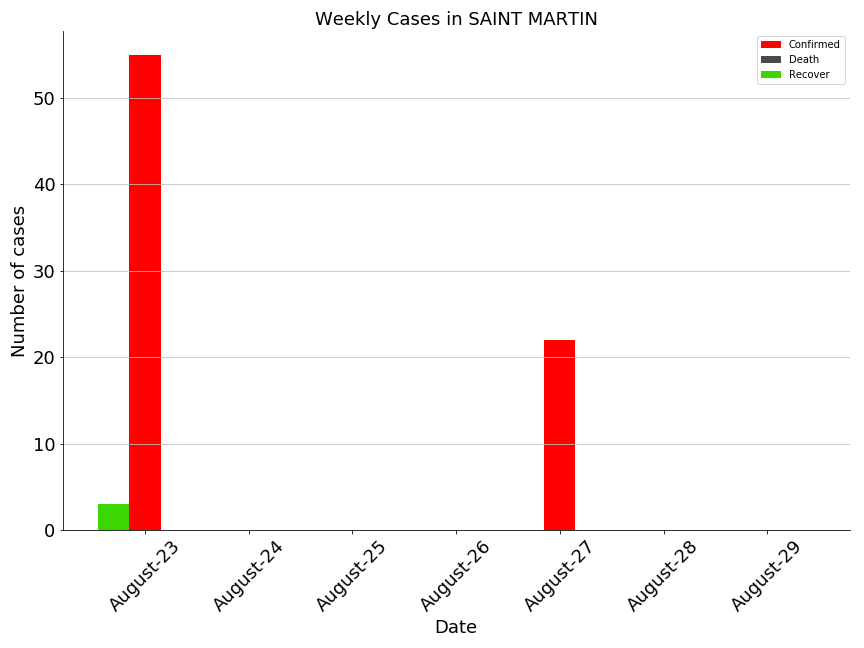 Weekly Cases in SAINT MARTIN
Confirmed
Death
Recover
Number of cases
50
40
30
20
10
0
August-23
August-24
August-25
August-26
August-27
August-28
August-29
Date